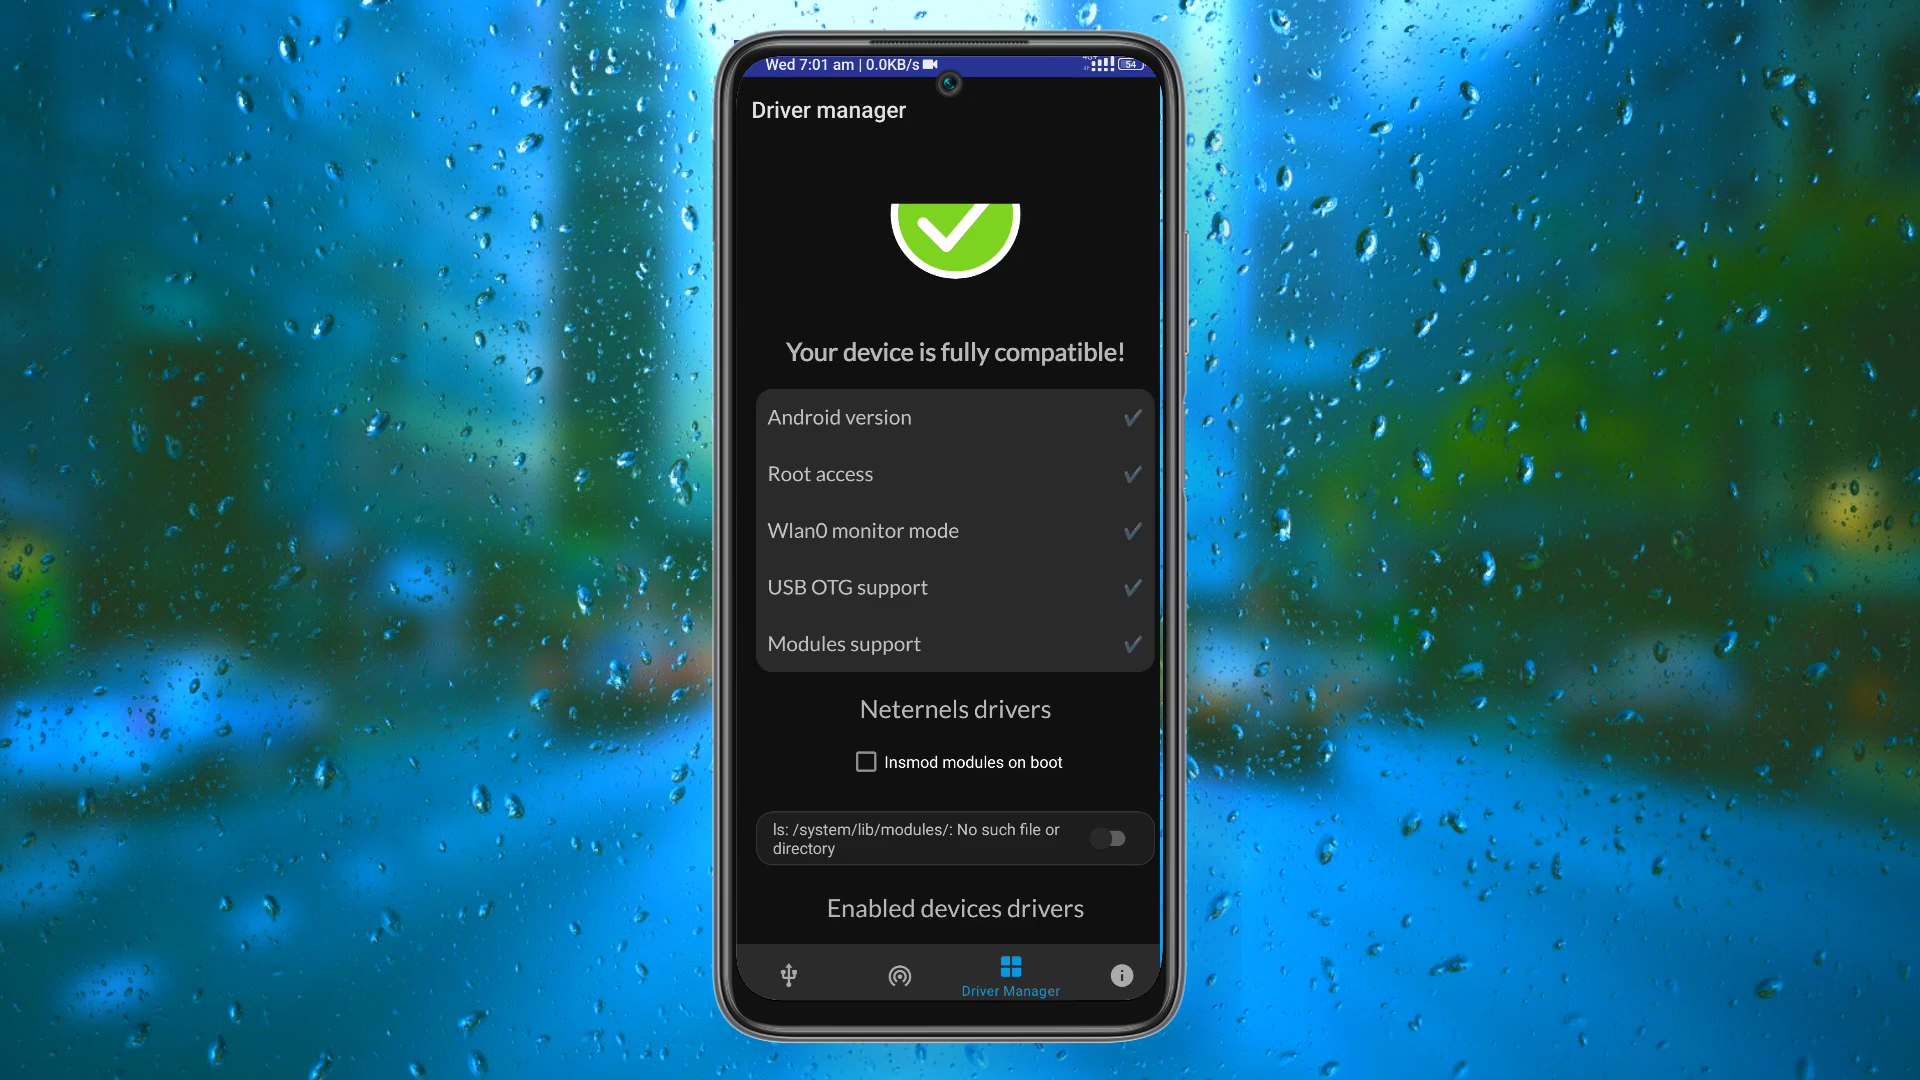 Wed 7:01 am | 0.0KB/s
54
Driver manager
Your device is fully compatible!
Android version
Root access
Wlan0 monitor mode
USB OTG support
Modules support
Neternels drivers
Insmod modules on boot
ls: /system/lib/modules/: No such file or
directory
Enabled devices drivers
Driver Manager